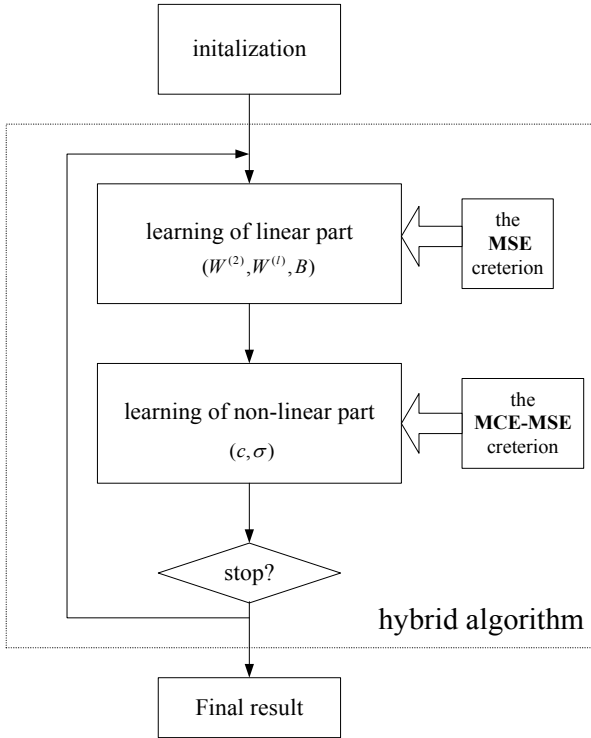 initalization
learning of linear part
(W^{(2)}, W^{(l)}, B)
the
MSE
creterion
learning of non-linear part
(c, σ)
the
MCE-MSE
creterion
stop?
hybrid algorithm
Final result